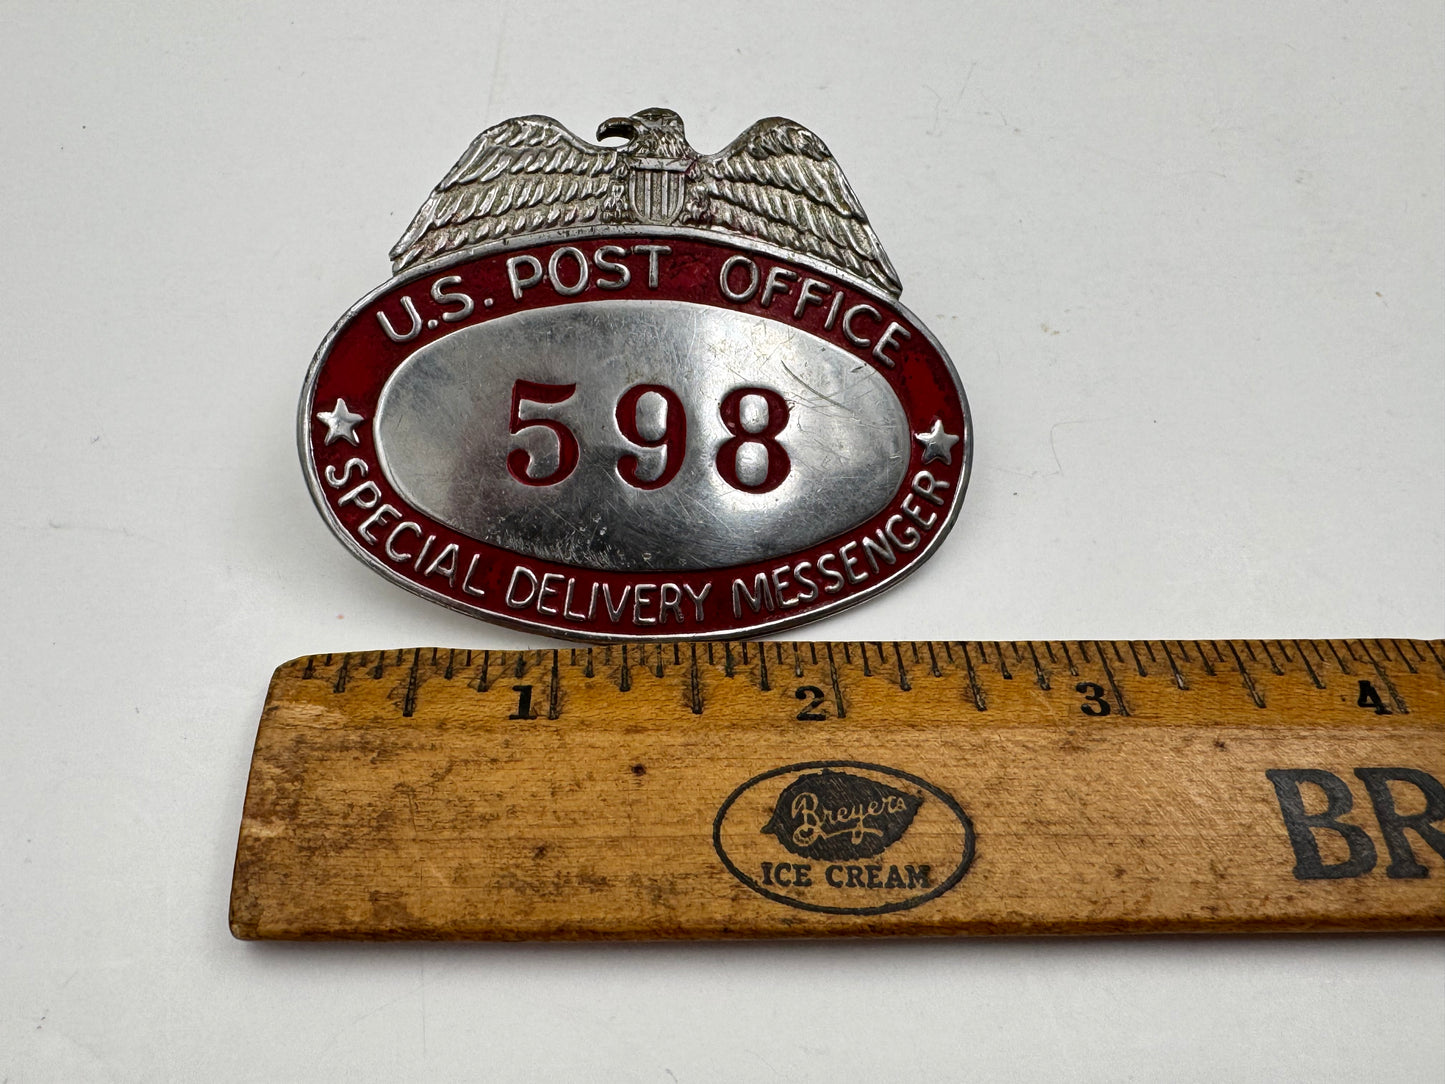 U.S. POST OFFICE
598
SPECIAL DELIVERY MESSENGER
1 2 3 4
Breyers
ICE CREAM
BR